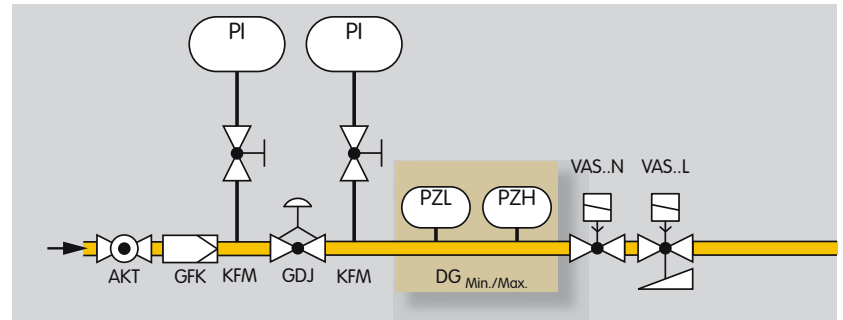 PI PI
VAS..N VAS..L
PZL PZH
AKT GFK KFM GDJ KFM DG Min./Max.